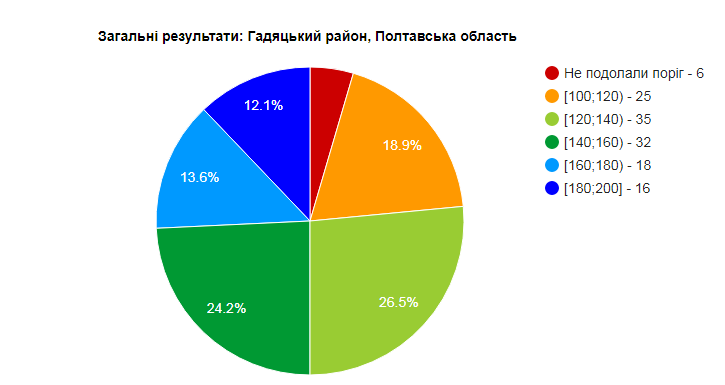 Загальні результати: Гадяцький район, Полтавська область
Не подолали поріг - 6
[100;120) - 25
[120;140) - 35
[140;160) - 32
[160;180) - 18
[180;200] - 16
12.1%
18.9%
13.6%
24.2%
26.5%